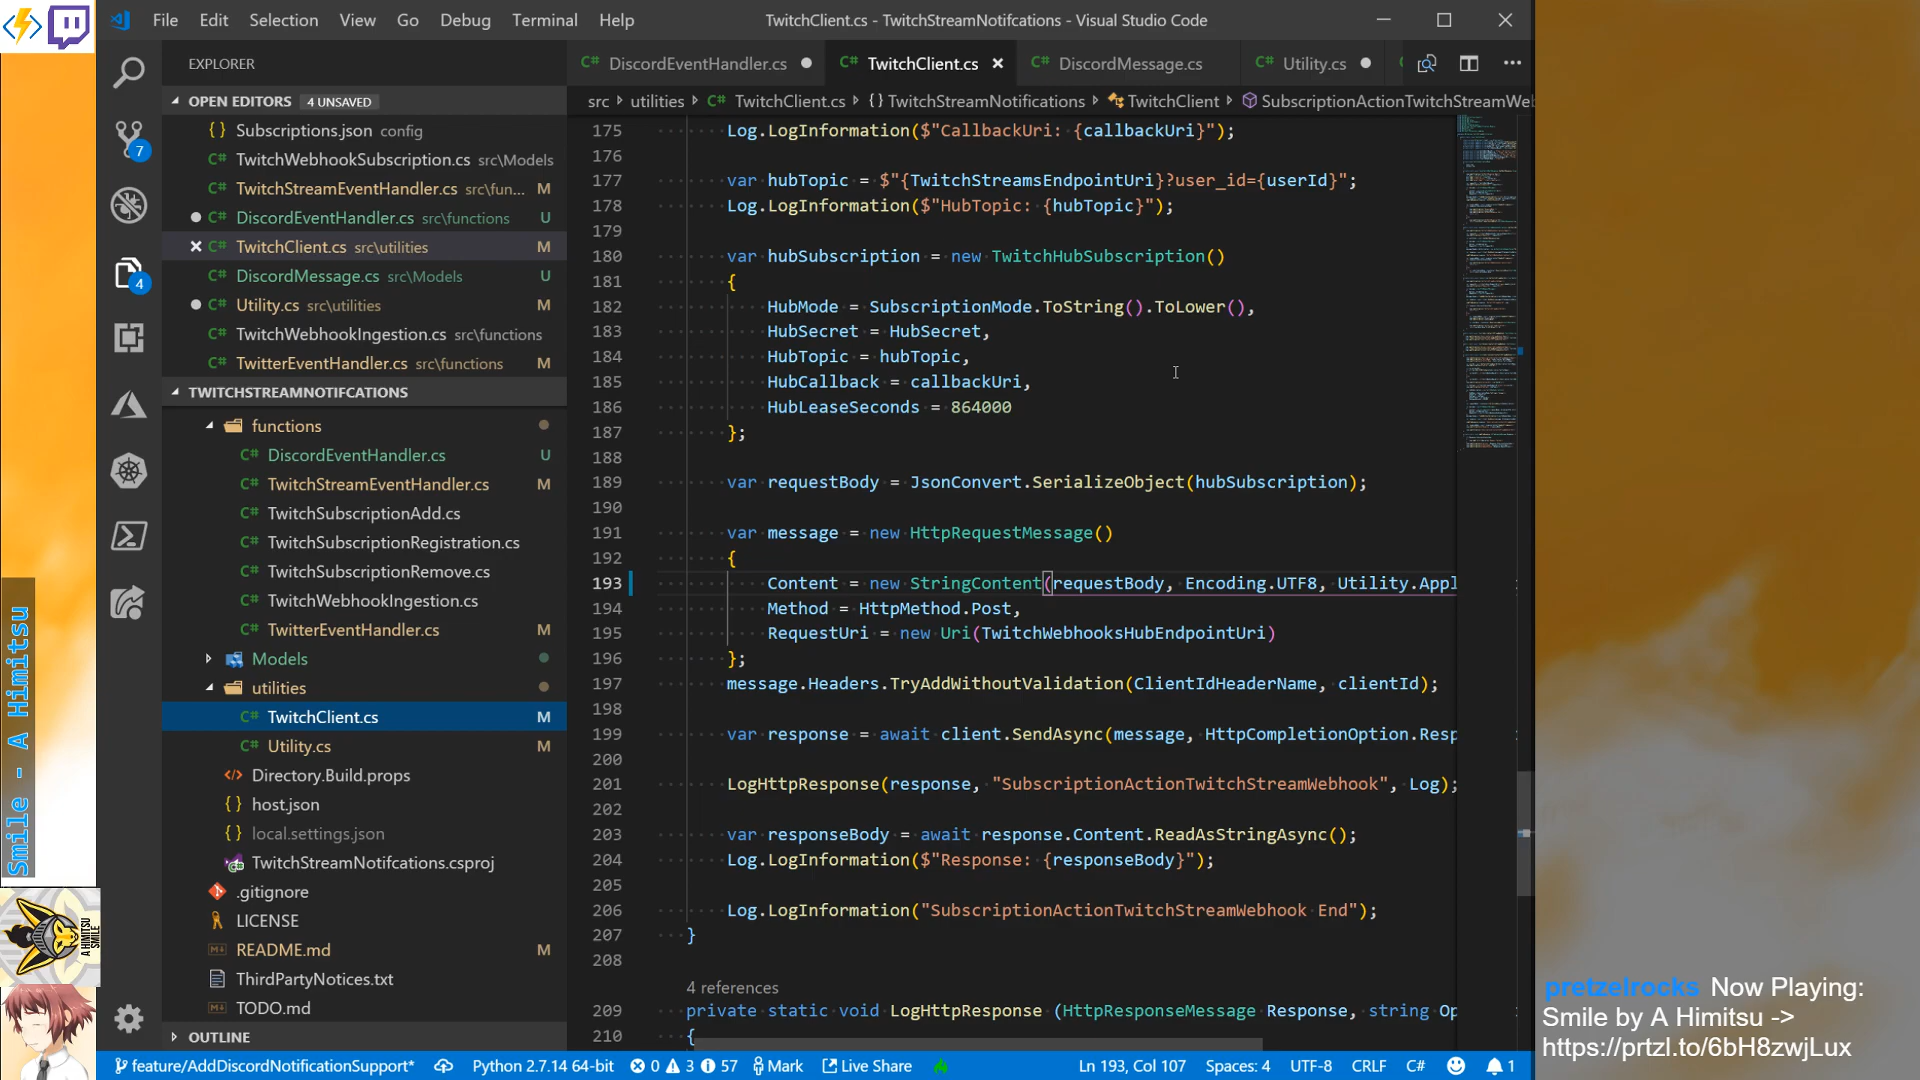 File Edit Selection View Go Debug Terminal Help
TwitchClient.cs - TwitchStreamNotifcations - Visual Studio Code
EXPLORER
OPEN EDITORS 4 UNSAVED
{} Subscriptions.json config
C# TwitchWebhookSubscription.cs src\Models
C# TwitchStreamEventHandler.cs src\fun... M
C# DiscordEventHandler.cs src\functions U
C# TwitchClient.cs src\utilities M
C# DiscordMessage.cs src\Models U
C# Utility.cs src\utilities M
C# TwitchWebhookIngestion.cs src\functions
C# TwitterEventHandler.cs src\functions M
TWITCHSTREAMNOTIFCATIONS
functions
C# DiscordEventHandler.cs U
C# TwitchStreamEventHandler.cs M
C# TwitchSubscriptionAdd.cs
C# TwitchSubscriptionRegistration.cs
C# TwitchSubscriptionRemove.cs
C# TwitchWebhookIngestion.cs
C# TwitterEventHandler.cs M
Models
utilities
C# TwitchClient.cs M
C# Utility.cs M
Directory.Build.props
{} host.json
{} local.settings.json
TwitchStreamNotifcations.csproj
.gitignore
LICENSE
README.md M
ThirdPartyNotices.txt
TODO.md
OUTLINE
7
4
C# DiscordEventHandler.cs C# TwitchClient.cs C# DiscordMessage.cs C# Utility.cs
src > utilities > C# TwitchClient.cs > {} TwitchStreamNotifications > TwitchClient > SubscriptionActionTwitchStreamWe
175 Log.LogInformation($"CallbackUri: {callbackUri}");
176
177 var hubTopic = $"{TwitchStreamsEndpointUri}?user_id={userId}";
178 Log.LogInformation($"HubTopic: {hubTopic}");
179
180 var hubSubscription = new TwitchHubSubscription()
181 {
182 HubMode = SubscriptionMode.ToString().ToLower(),
183 HubSecret = HubSecret,
184 HubTopic = hubTopic,
185 HubCallback = callbackUri,
186 HubLeaseSeconds = 864000
187 };
188
189 var requestBody = JsonConvert.SerializeObject(hubSubscription);
190
191 var message = new HttpRequestMessage()
192 {
193 Content = new StringContent(requestBody, Encoding.UTF8, Utility.Appl
194 Method = HttpMethod.Post,
195 RequestUri = new Uri(TwitchWebhooksHubEndpointUri)
196 };
197 message.Headers.TryAddWithoutValidation(ClientIdHeaderName, clientId);
198
199 var response = await client.SendAsync(message, HttpCompletionOption.Resp
200
201 LogHttpResponse(response, "SubscriptionActionTwitchStreamWebhook", Log);
202
203 var responseBody = await response.Content.ReadAsStringAsync();
204 Log.LogInformation($"Response: {responseBody}");
205
206 Log.LogInformation("SubscriptionActionTwitchStreamWebhook End");
207 }
208
4 references
209 private static void LogHttpResponse (HttpResponseMessage Response, string Op
210 {
feature/AddDiscordNotificationSupport* Python 2.7.14 64-bit 0 3 57 Mark Live Share Ln 193, Col 107 Spaces: 4 UTF-8 CRLF C# 1
Smile - A Himitsu
A HIMITSU
SMILE
pretzelrocks Now Playing:
Smile by A Himitsu ->
https://prtzl.to/6bH8zwjLux